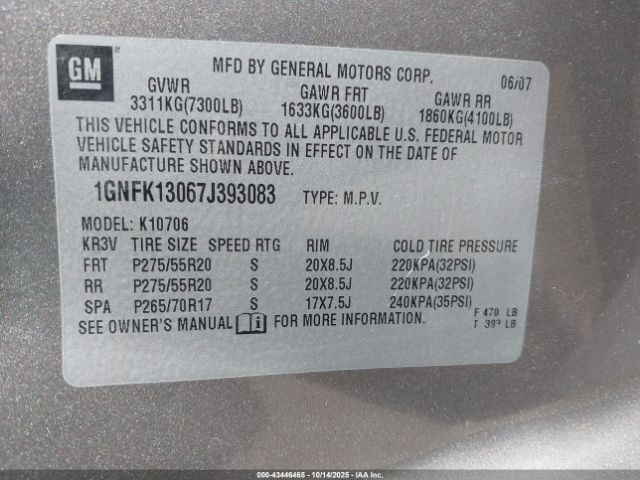 GM
MFD BY GENERAL MOTORS CORP. 06/07
GVWR GAWR FRT GAWR RR
3311KG(7300LB) 1633KG(3600LB) 1860KG(4100LB)
THIS VEHICLE CONFORMS TO ALL APPLICABLE U.S. FEDERAL MOTOR
VEHICLE SAFETY STANDARDS IN EFFECT ON THE DATE OF
MANUFACTURE SHOWN ABOVE.
1GNFK13067J393083 TYPE: M.P.V.
MODEL: K10706
KR3V TIRE SIZE SPEED RTG RIM COLD TIRE PRESSURE
FRT P275/55R20 S 20X8.5J 220KPA(32PSI)
RR P275/55R20 S 20X8.5J 220KPA(32PSI)
SPA P265/70R17 S 17X7.5J 240KPA(35PSI)
SEE OWNER'S MANUAL FOR MORE INFORMATION.
F 470 LB
T 393 LB
000-43446465 - 10/14/2025 - IAAI.COM